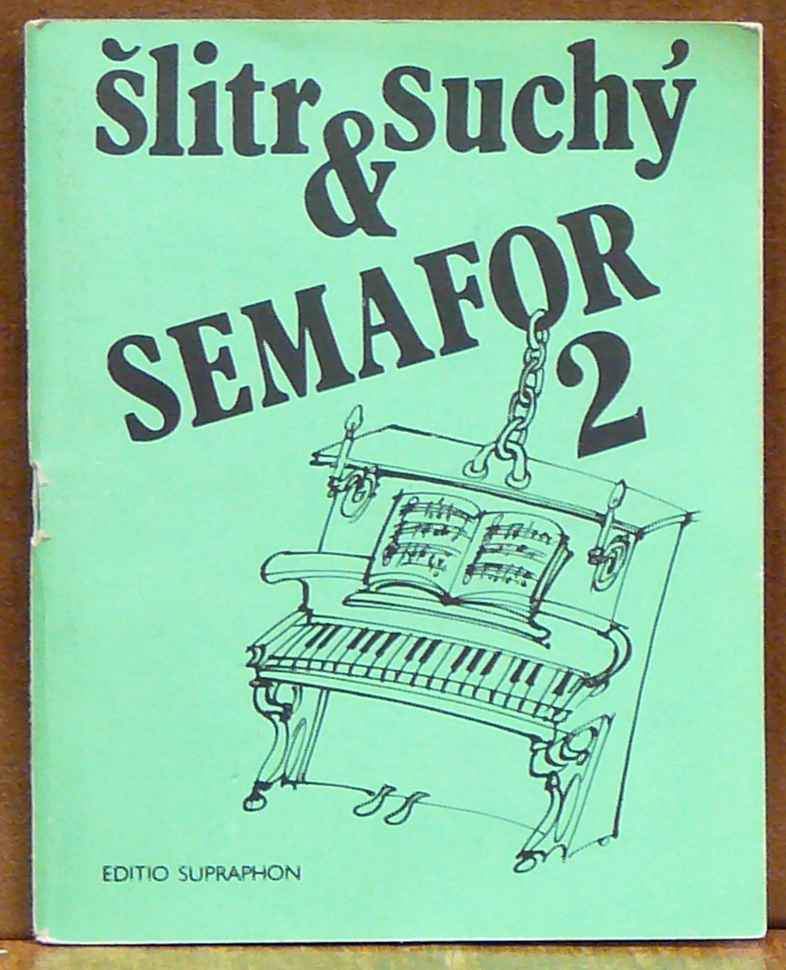 šlitr & suchý
SEMAFOR
2
EDITIO SUPRAPHON